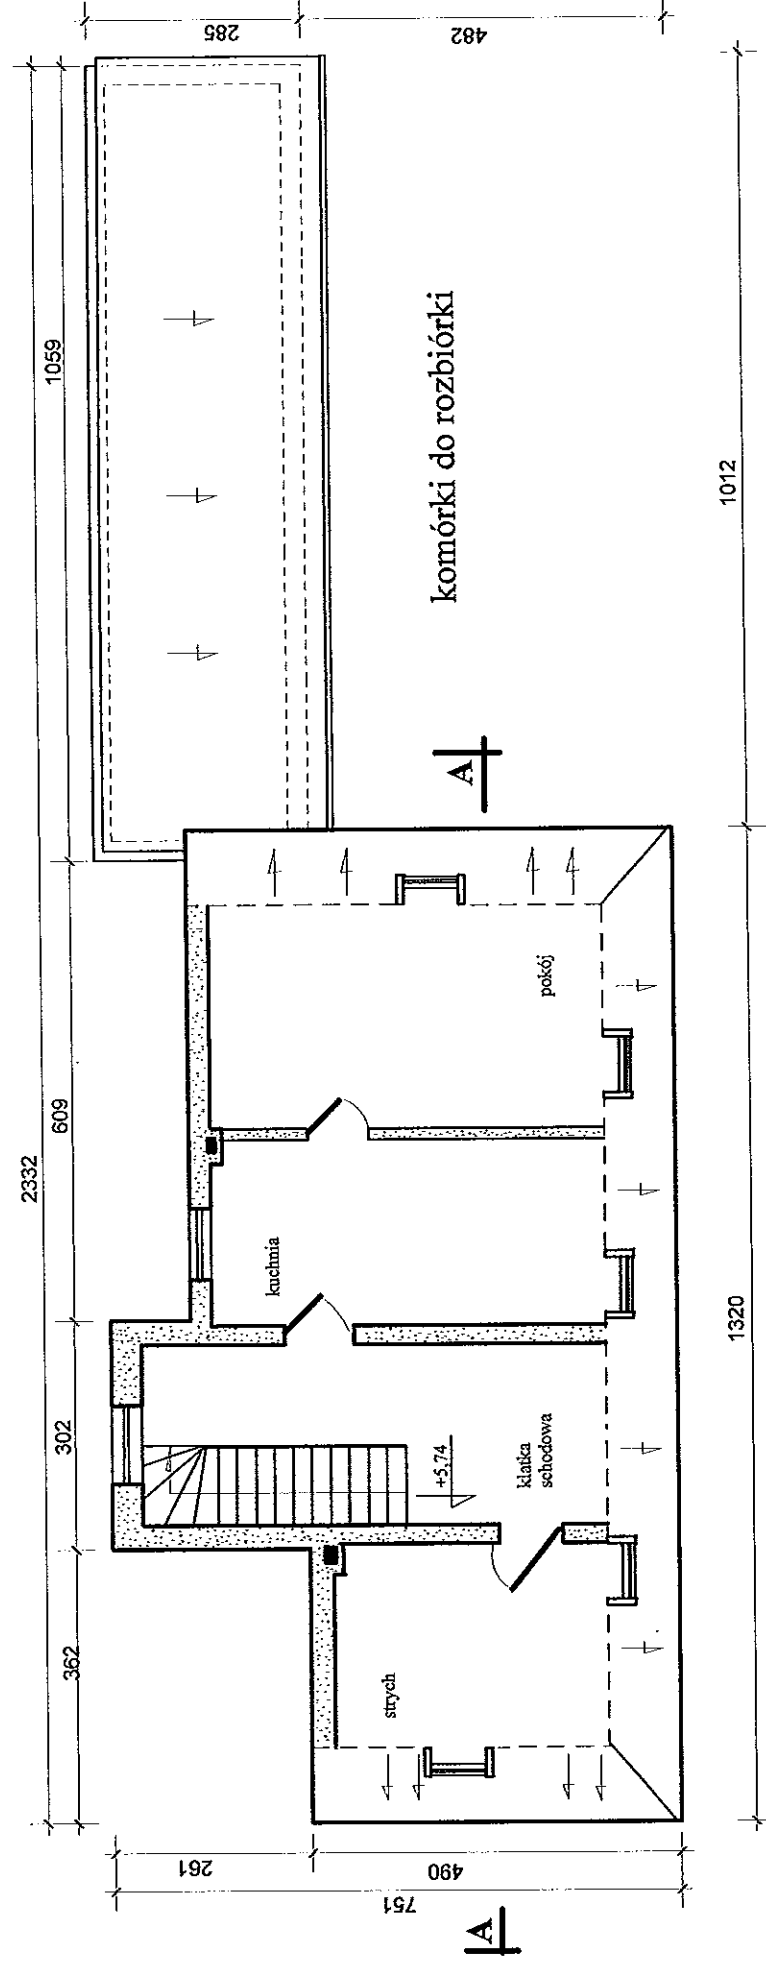 285
482
2332
1059
609
302
362
1012
1320
komórki do rozbiórki
A
pokój
kuchnia
+5,74
klatka
schodowa
strych
261
490
751
A